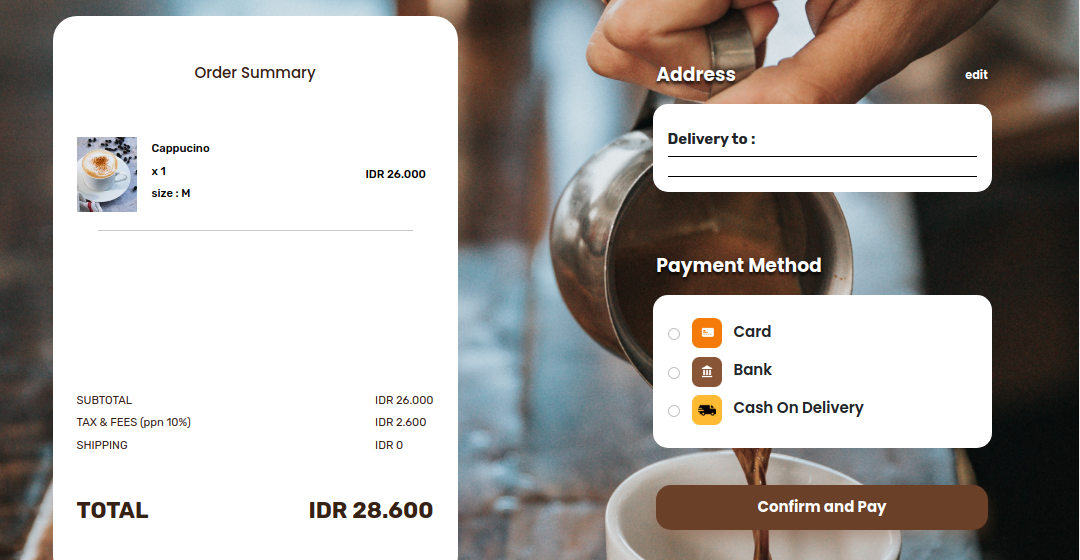 Order Summary
Cappucino
x 1
size : M
IDR 26.000
SUBTOTAL IDR 26.000
TAX & FEES (ppn 10%) IDR 2.600
SHIPPING IDR 0
TOTAL IDR 28.600
Address edit
Delivery to :
Payment Method
Card
Bank
Cash On Delivery
Confirm and Pay